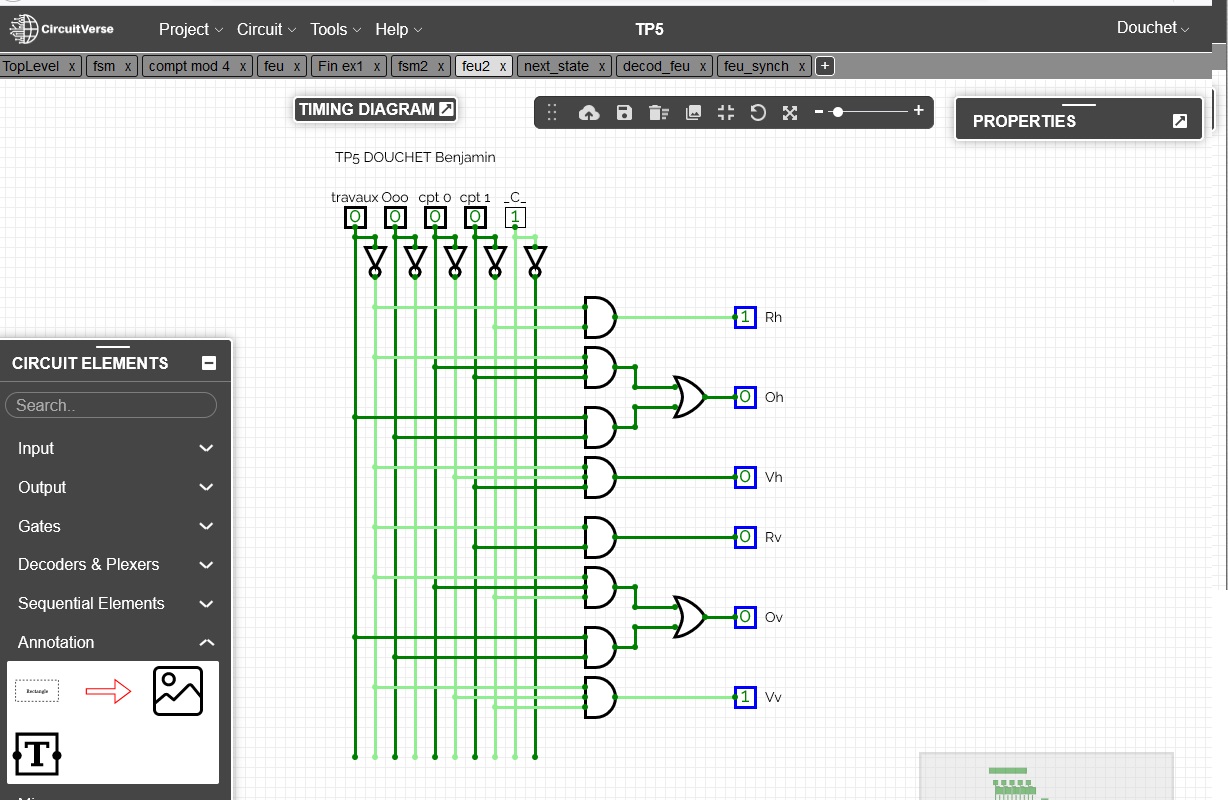 CircuitVerse Project Circuit Tools Help TP5 Douchet
TopLevel x fsm x compt mod 4 x feu x Fin ex1 x fsm2 x feu2 x next_state x decod_feu x feu_synch x +
TIMING DIAGRAM
PROPERTIES
TP5 DOUCHET Benjamin
travaux Ooo cpt 0 cpt 1 _C_
0 0 0 0 1
1 Rh
0 Oh
0 Vh
0 Rv
0 Ov
1 Vv
CIRCUIT ELEMENTS
Search..
Input
Output
Gates
Decoders & Plexers
Sequential Elements
Annotation
Rectangle
T